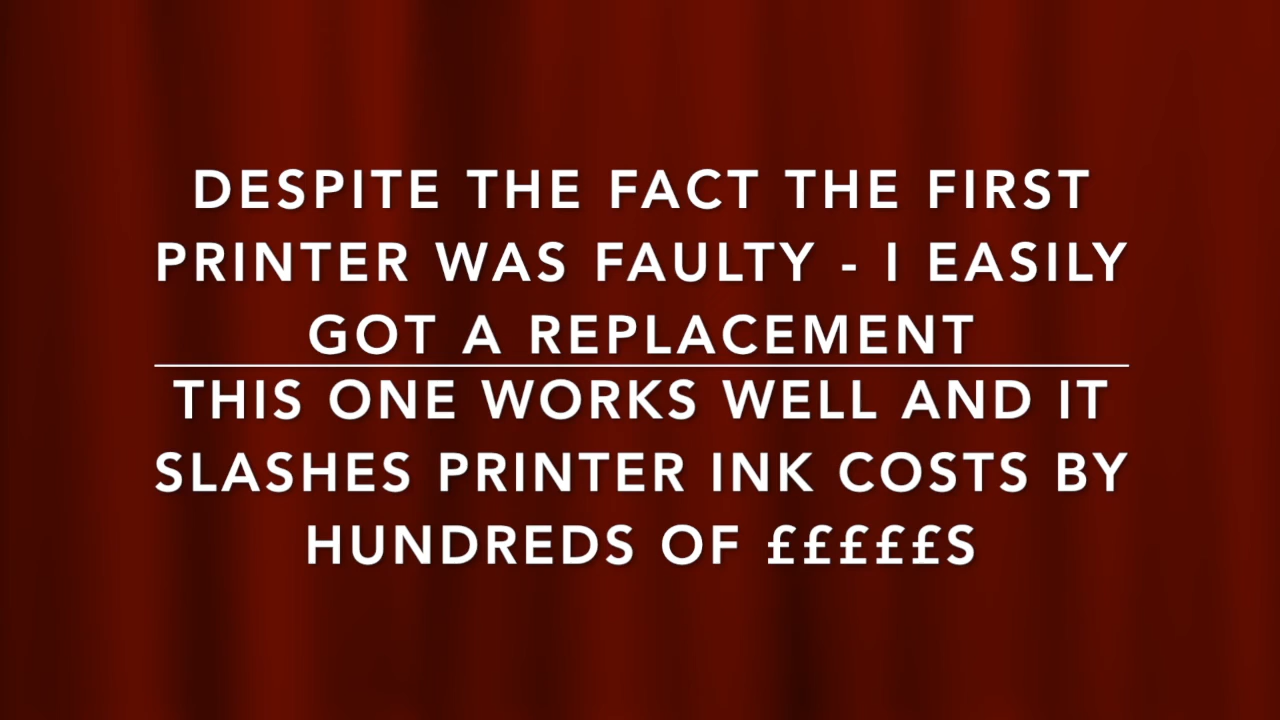 DESPITE THE FACT THE FIRST
PRINTER WAS FAULTY - I EASILY
GOT A REPLACEMENT
THIS ONE WORKS WELL AND IT
SLASHES PRINTER INK COSTS BY
HUNDREDS OF £££££S